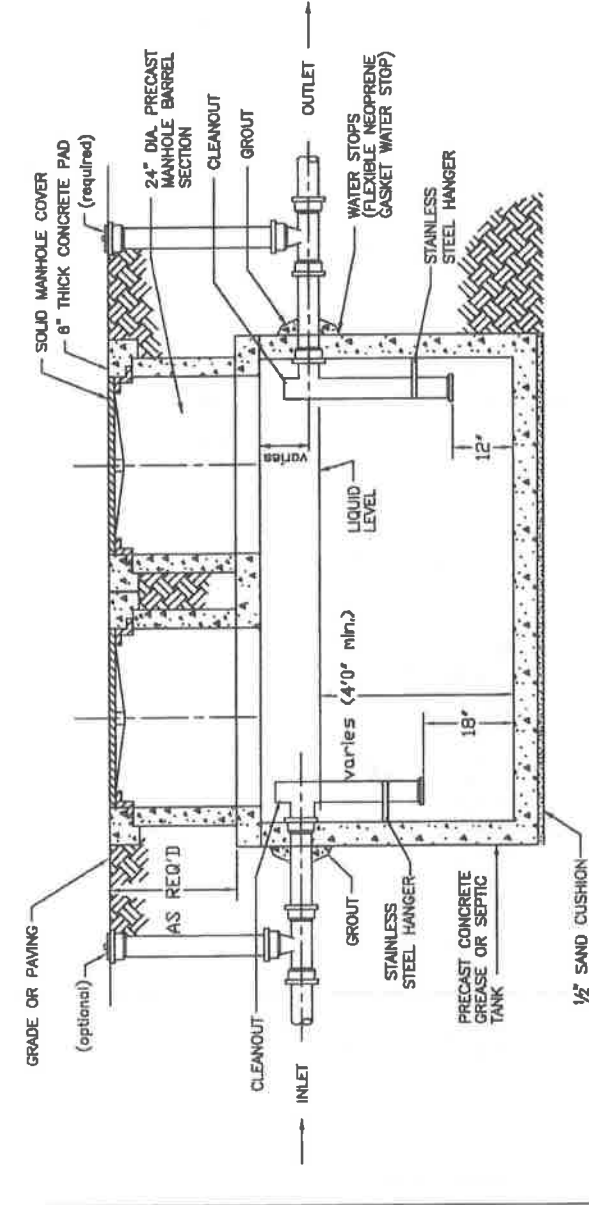 SOLID MANHOLE COVER
6" THICK CONCRETE PAD
(required)
GRADE OR PAVING
(optional)
24" DIA. PRECAST
MANHOLE BARREL
SECTION
CLEANOUT
GROUT
AS REQ'D
OUTLET
varies
WATER STOPS
(FLEXIBLE NEOPRENE
GASKET WATER STOP)
CLEANOUT
INLET
LIQUID
LEVEL
varies (4'0" min.)
STAINLESS
STEEL HANGER
GROUT
STAINLESS
STEEL HANGER
18"
12"
PRECAST CONCRETE
GREASE OR SEPTIC
TANK
1/2" SAND CUSHION